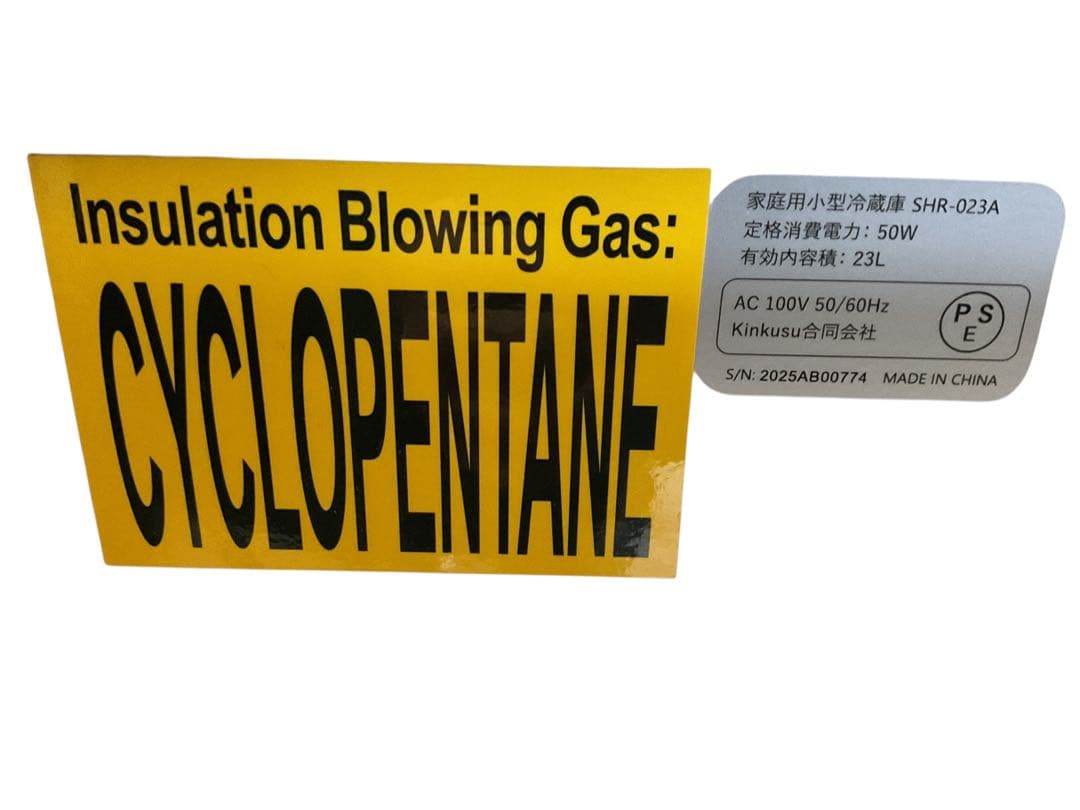 Insulation Blowing Gas:
CYCLOPENTANE
家庭用小型冷蔵庫 SHR-023A
定格消費電力：50W
有効内容積：23L
AC 100V 50/60Hz
Kinkusu合同会社
PSE
S/N: 2025AB00774 MADE IN CHINA